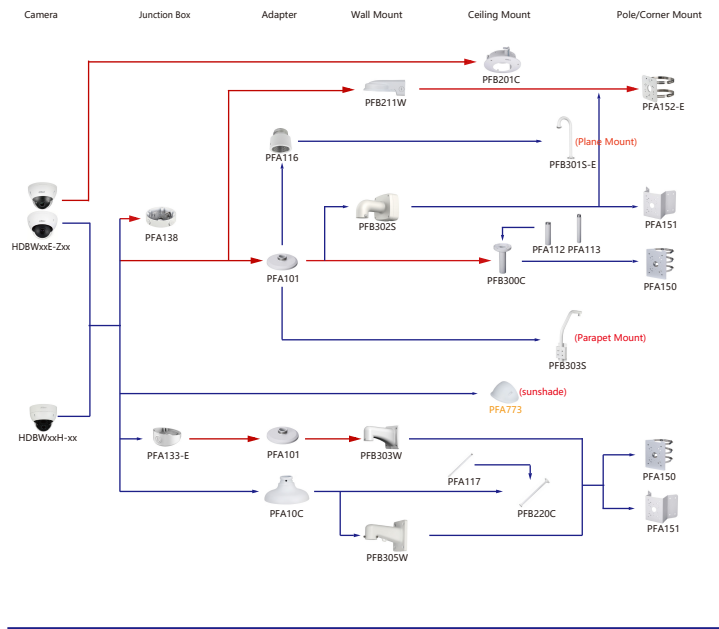 Camera
Junction Box
Adapter
Wall Mount
Ceiling Mount
Pole/Corner Mount
PFB201C
PFB211W
PFA152-E
PFA116
(Plane Mount)
PFB301S-E
PFA138
PFB302S
PFA151
HDBWxxE-Zxx
PFA112 PFA113
PFA101
PFB300C
PFA150
(Parapet Mount)
PFB303S
(sunshade)
PFA773
HDBWxxH-xx
PFA133-E
PFA101
PFB303W
PFA117
PFA150
PFA10C
PFB220C
PFA151
PFB305W